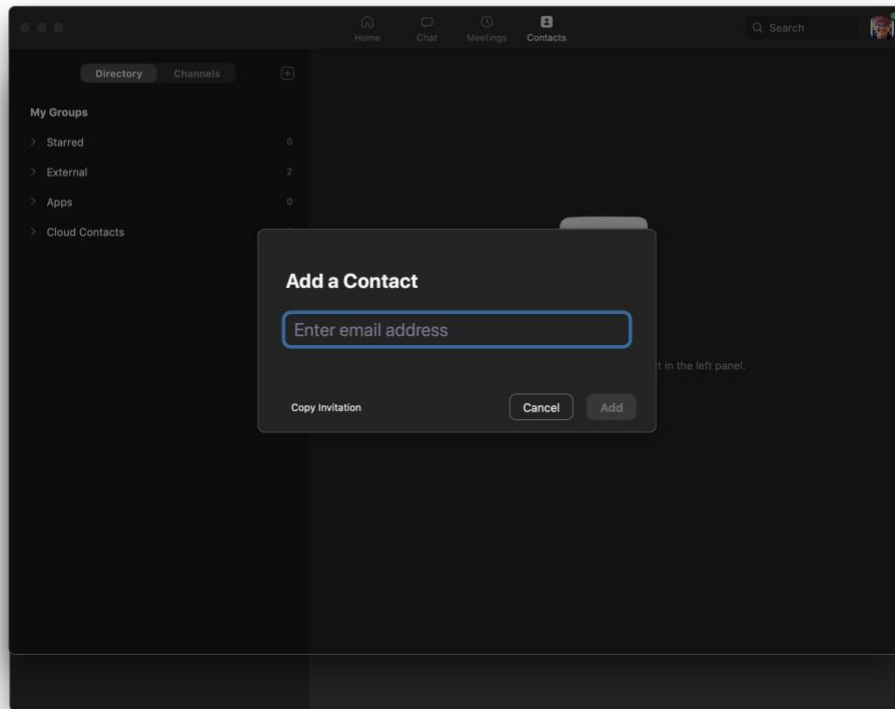 Home Chat Meetings Contacts
Search
Directory Channels
My Groups
Starred 0
External 2
Apps 0
Cloud Contacts
Add a Contact
Enter email address
t in the left panel.
Copy Invitation Cancel Add